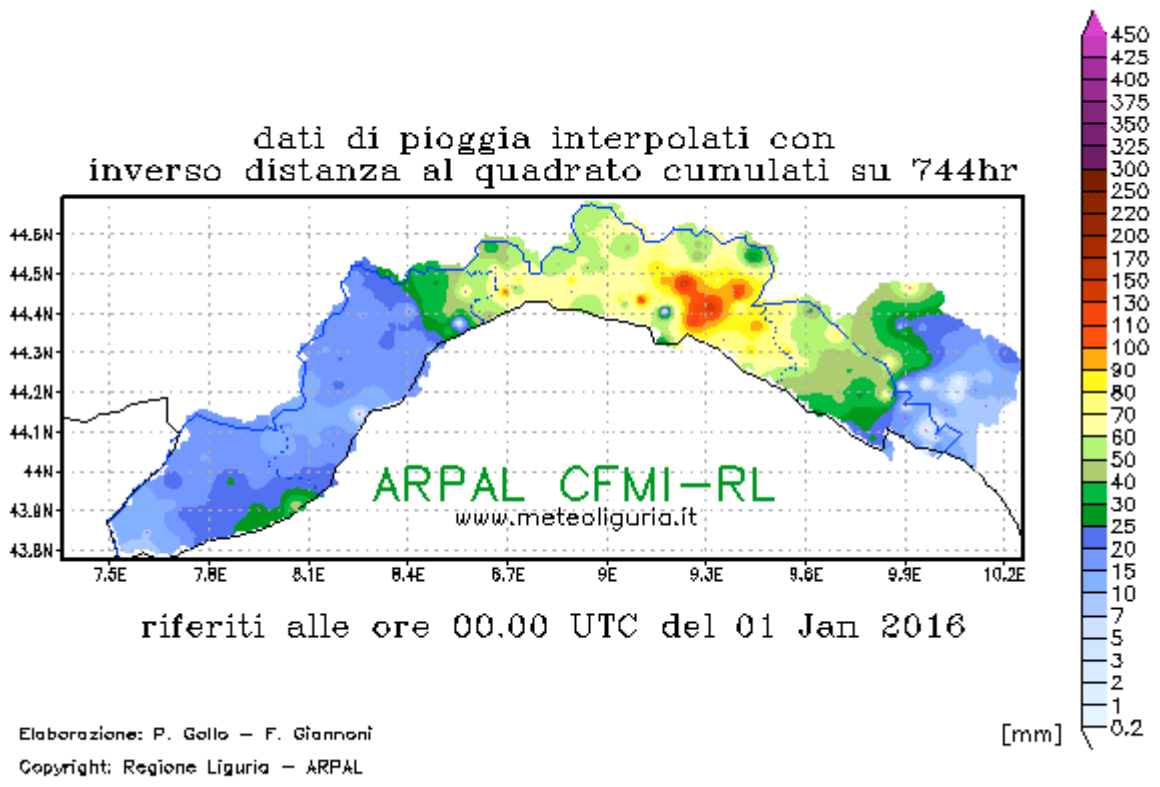 dati di pioggia interpolati con
inverso distanza al quadrato cumulati su 744hr
450
425
400
375
350
325
300
250
220
200
170
150
130
110
100
90
80
70
60
50
40
30
25
20
15
10
7
5
3
2
1
0.2
[mm]
44.6N
44.5N
44.4N
44.3N
44.2N
44.1N
44N
43.9N
43.8N
ARPAL CFMI-RL
www.meteoliguria.it
7.5E 7.8E 8.1E 8.4E 8.7E 9E 9.3E 9.6E 9.9E 10.2E
riferiti alle ore 00.00 UTC del 01 Jan 2016
Elaborazione: P. Gollo - F. Giannoni
Copyright: Regione Liguria - ARPAL